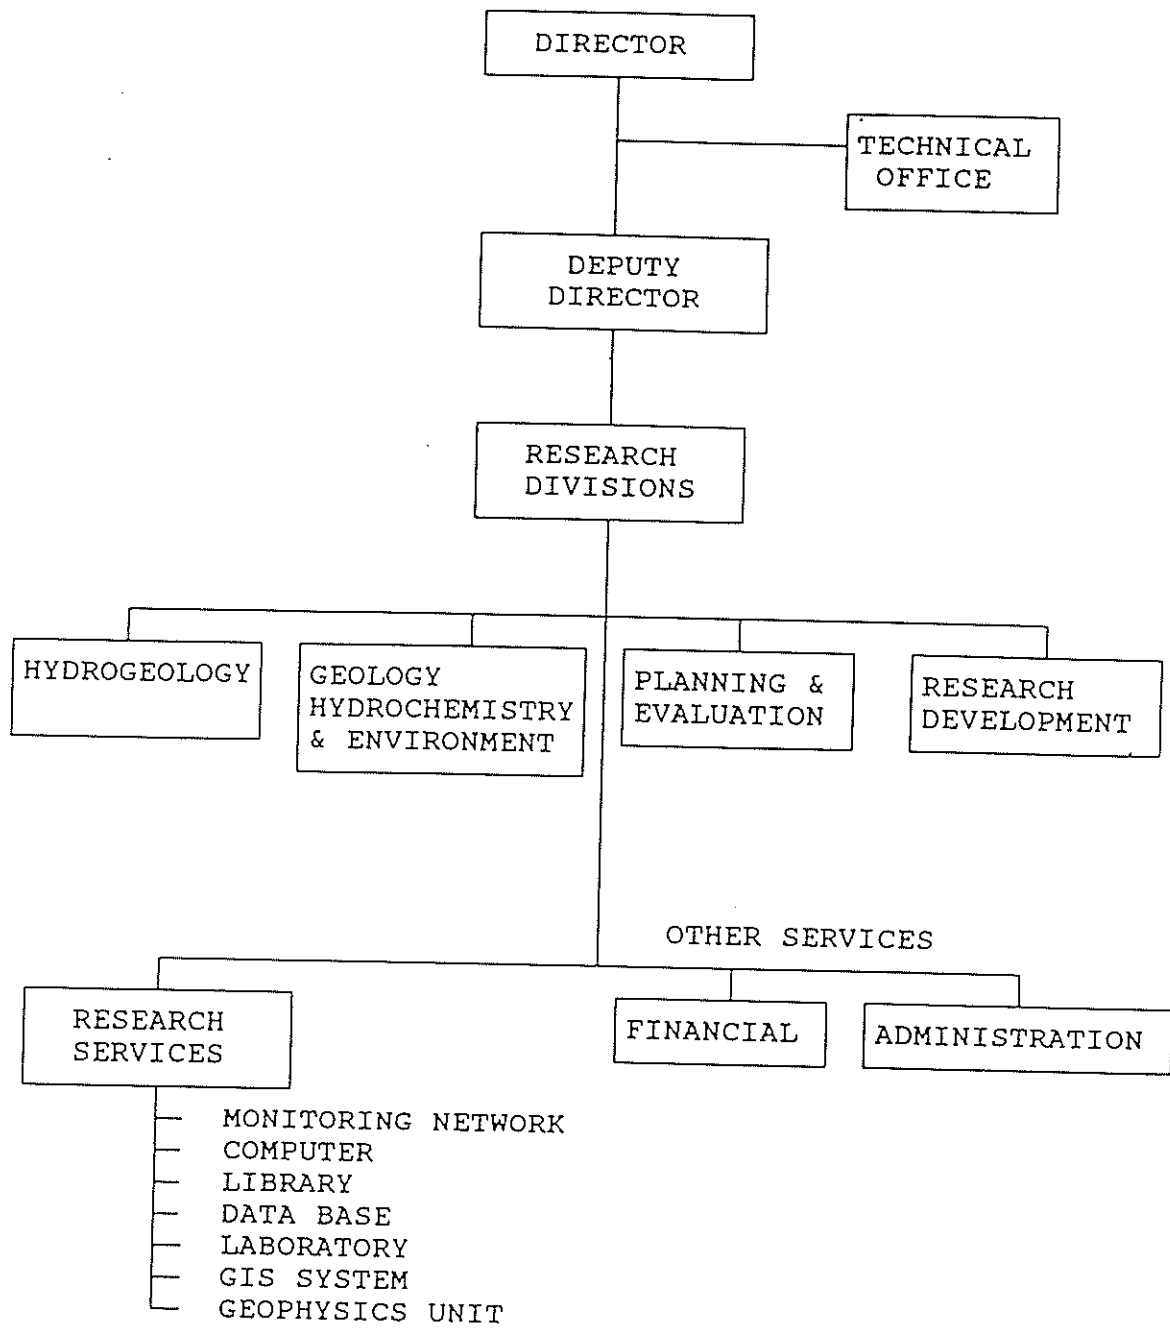 DIRECTOR
TECHNICAL
OFFICE
DEPUTY
DIRECTOR
RESEARCH
DIVISIONS
HYDROGEOLOGY
GEOLOGY
HYDROCHEMISTRY
& ENVIRONMENT
PLANNING &
EVALUATION
RESEARCH
DEVELOPMENT
OTHER SERVICES
RESEARCH
SERVICES
FINANCIAL
ADMINISTRATION
MONITORING NETWORK
COMPUTER
LIBRARY
DATA BASE
LABORATORY
GIS SYSTEM
GEOPHYSICS UNIT